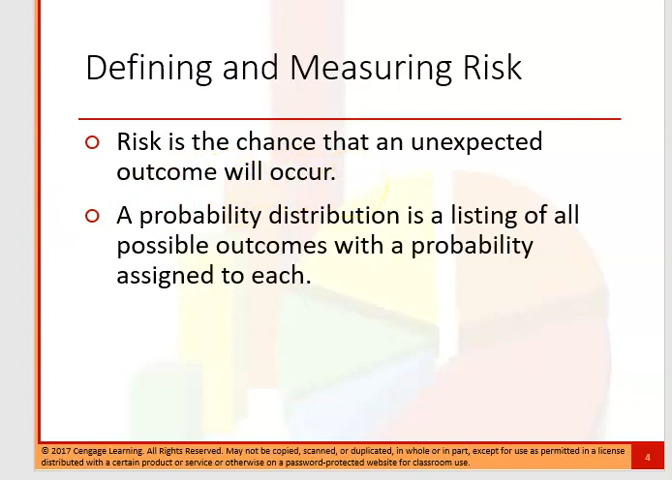 Defining and Measuring Risk
Risk is the chance that an unexpected
outcome will occur.
A probability distribution is a listing of all
possible outcomes with a probability
assigned to each.
© 2017 Cengage Learning. All Rights Reserved. May not be copied, scanned, or duplicated, in whole or in part, except for use as permitted in a license
distributed with a certain product or service or otherwise on a password-protected website for classroom use.
4